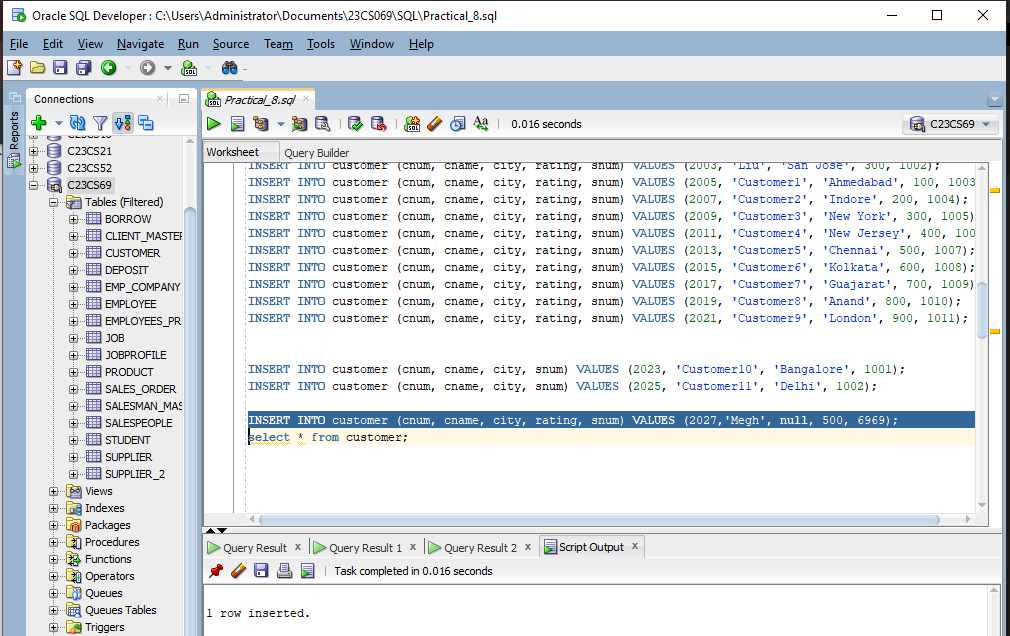 Oracle SQL Developer : C:\Users\Administrator\Documents\23CS069\SQL\Practical_8.sql
File Edit View Navigate Run Source Team Tools Window Help
Reports
Connections
C23CS21
C23CS52
C23CS69
Tables (Filtered)
BORROW
CLIENT_MASTER
CUSTOMER
DEPOSIT
EMP_COMPANY
EMPLOYEE
EMPLOYEES_PR
JOB
JOBPROFILE
PRODUCT
SALES_ORDER
SALESMAN_MAS
SALESPEOPLE
STUDENT
SUPPLIER
SUPPLIER_2
Views
Indexes
Packages
Procedures
Functions
Operators
Queues
Queues Tables
Triggers
Practical_8.sql
0.016 seconds
C23CS69
Worksheet Query Builder
INSERT INTO customer (cnum, cname, city, rating, snum) VALUES (2003, 'Liu', 'San Jose', 300, 1002);
INSERT INTO customer (cnum, cname, city, rating, snum) VALUES (2005, 'Customer1', 'Ahmedabad', 100, 1003
INSERT INTO customer (cnum, cname, city, rating, snum) VALUES (2007, 'Customer2', 'Indore', 200, 1004);
INSERT INTO customer (cnum, cname, city, rating, snum) VALUES (2009, 'Customer3', 'New York', 300, 1005)
INSERT INTO customer (cnum, cname, city, rating, snum) VALUES (2011, 'Customer4', 'New Jersey', 400, 100
INSERT INTO customer (cnum, cname, city, rating, snum) VALUES (2013, 'Customer5', 'Chennai', 500, 1007);
INSERT INTO customer (cnum, cname, city, rating, snum) VALUES (2015, 'Customer6', 'Kolkata', 600, 1008);
INSERT INTO customer (cnum, cname, city, rating, snum) VALUES (2017, 'Customer7', 'Guajarat', 700, 1009)
INSERT INTO customer (cnum, cname, city, rating, snum) VALUES (2019, 'Customer8', 'Anand', 800, 1010);
INSERT INTO customer (cnum, cname, city, rating, snum) VALUES (2021, 'Customer9', 'London', 900, 1011);
INSERT INTO customer (cnum, cname, city, snum) VALUES (2023, 'Customer10', 'Bangalore', 1001);
INSERT INTO customer (cnum, cname, city, snum) VALUES (2025, 'Customer11', 'Delhi', 1002);
INSERT INTO customer (cnum, cname, city, rating, snum) VALUES (2027,'Megh', null, 500, 6969);
select * from customer;
Query Result x Query Result 1 x Query Result 2 x Script Output x
Task completed in 0.016 seconds
1 row inserted.